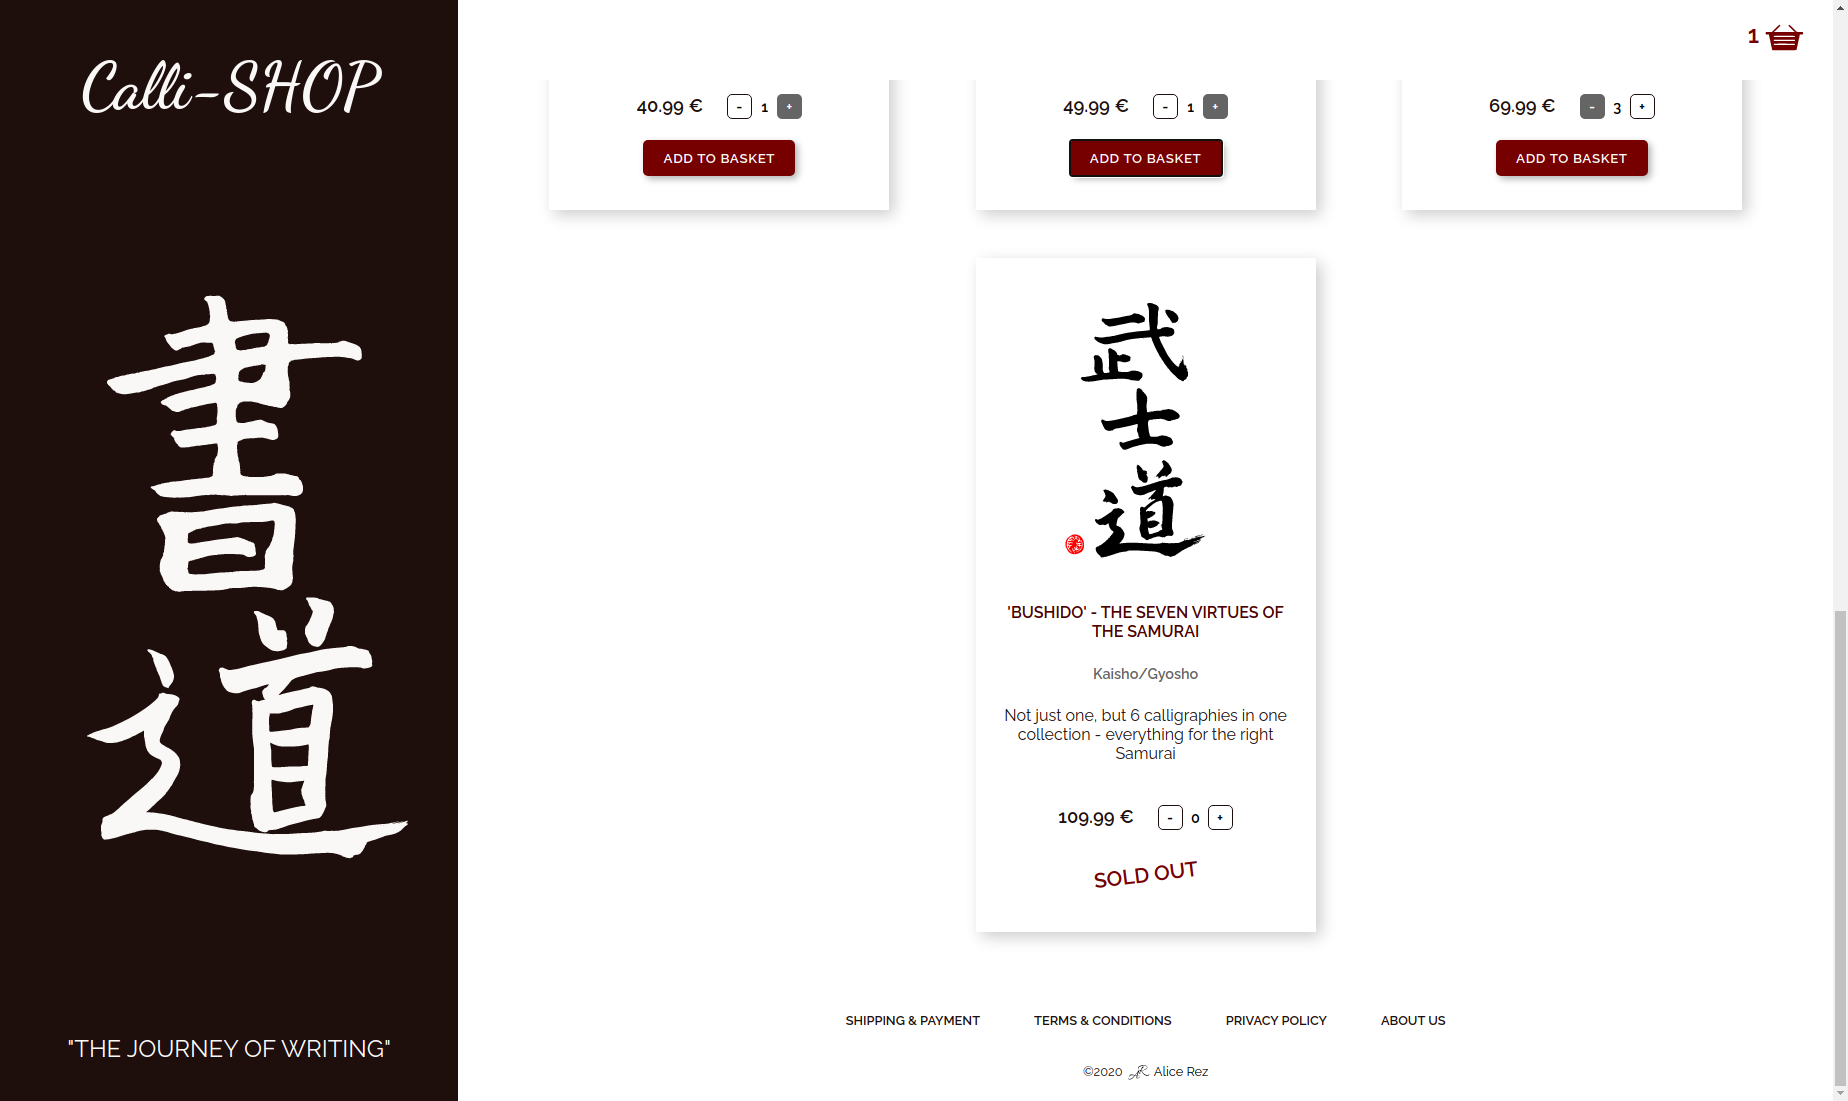 Calli-SHOP
書
道
"THE JOURNEY OF WRITING"
1
40.99 €
- 1 +
ADD TO BASKET
49.99 €
- 1 +
ADD TO BASKET
69.99 €
- 3 +
ADD TO BASKET
武
士
道
'BUSHIDO' - THE SEVEN VIRTUES OF
THE SAMURAI
Kaisho/Gyosho
Not just one, but 6 calligraphies in one
collection - everything for the right
Samurai
109.99 €
- 0 +
SOLD OUT
SHIPPING & PAYMENT
TERMS & CONDITIONS
PRIVACY POLICY
ABOUT US
©2020 AR Alice Rez